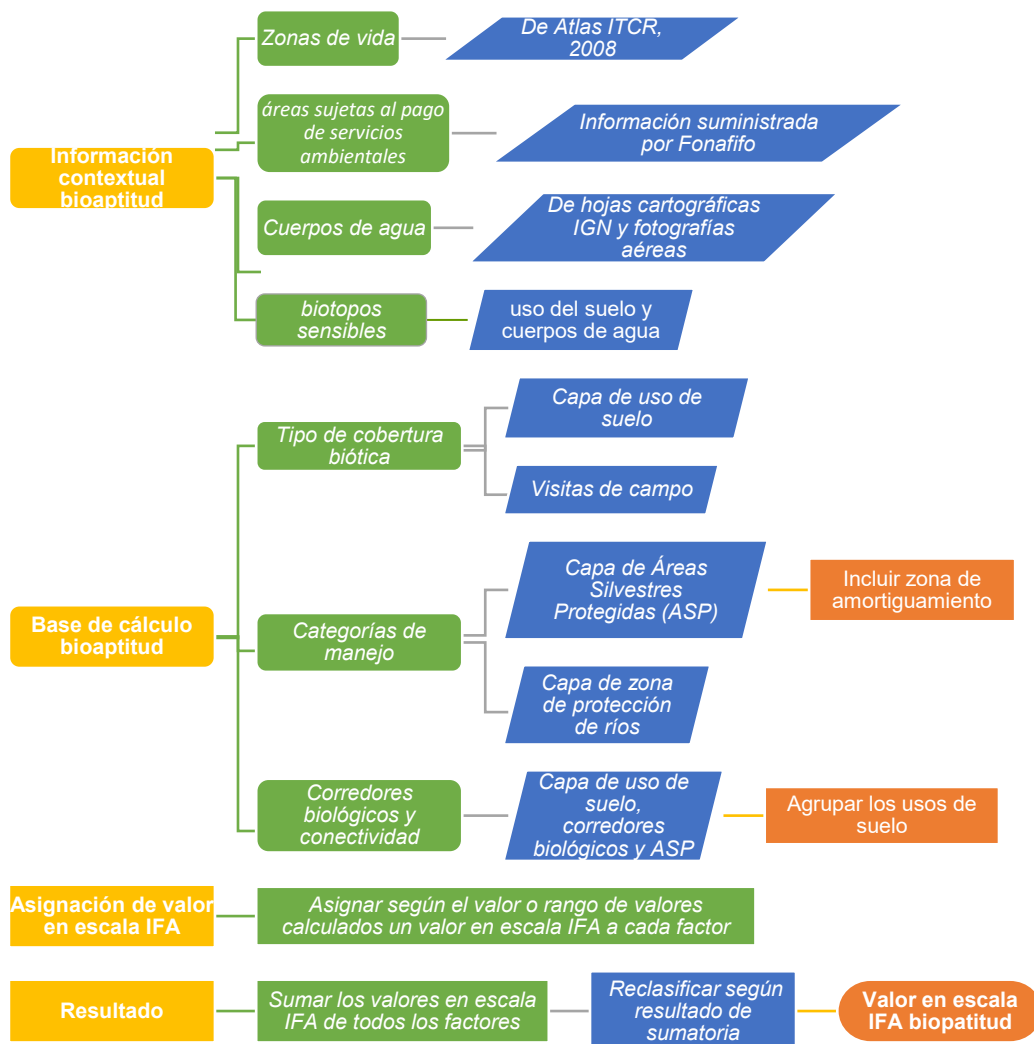 Zonas de vida
De Atlas ITCR,
2008
áreas sujetas al pago
de servicios
ambientales
Información suministrada
por Fonafifo
Información
contextual
bioaptitud
Cuerpos de agua
De hojas cartográficas
IGN y fotografías
aéreas
biotopos
sensibles
uso del suelo y
cuerpos de agua
Tipo de cobertura
biótica
Capa de uso de
suelo
Visitas de campo
Base de cálculo
bioaptitud
Categorías de
manejo
Capa de Áreas
Silvestres
Protegidas (ASP)
Incluir zona de
amortiguamiento
Capa de zona
de protección
de ríos
Corredores
biológicos y
conectividad
Capa de uso de
suelo,
corredores
biológicos y ASP
Agrupar los usos de
suelo
Asignación de valor
en escala IFA
Asignar según el valor o rango de valores
calculados un valor en escala IFA a cada factor
Resultado
Sumar los valores en escala
IFA de todos los factores
Reclasificar según
resultado de
sumatoria
Valor en escala
IFA biopatitud